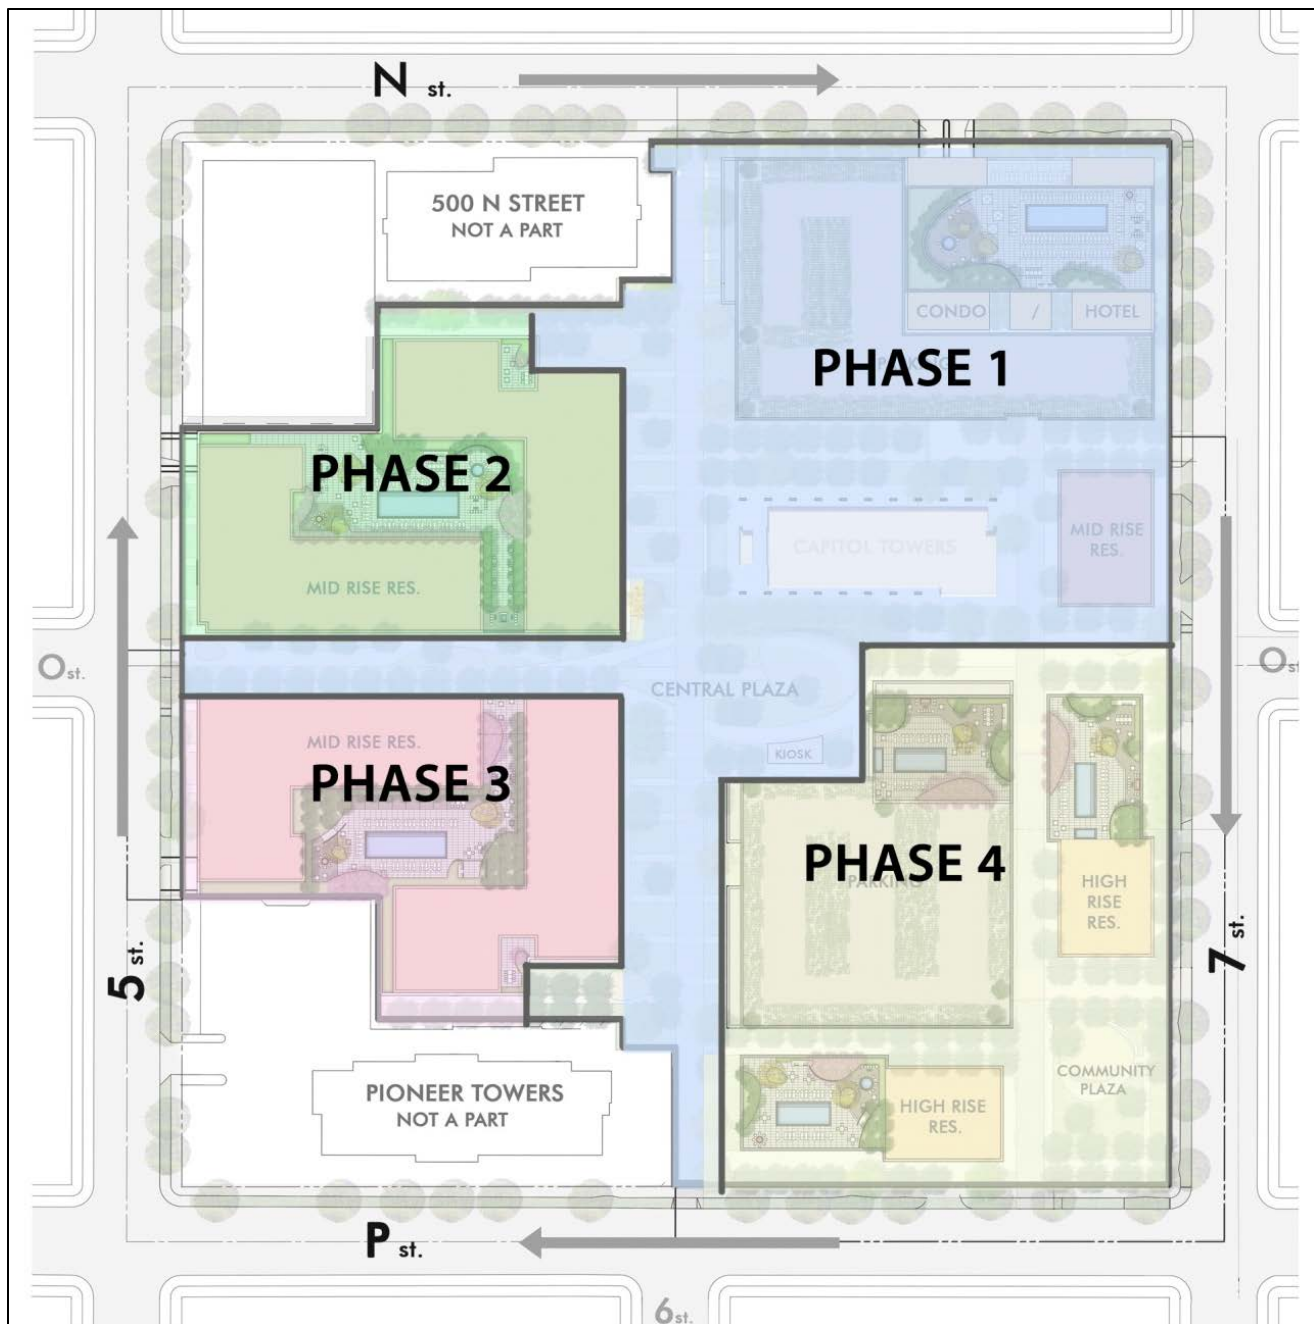 N st.
500 N STREET
NOT A PART
CONDO / HOTEL
PHASE 1
PARKING
PHASE 2
MID RISE RES.
CAPITOL TOWERS
MID RISE
RES.
O st.
O st
CENTRAL PLAZA
KIOSK
MID RISE RES.
PHASE 3
PHASE 4
PARKING
HIGH
RISE
RES.
5 st.
7 st.
PIONEER TOWERS
NOT A PART
HIGH RISE
RES.
COMMUNITY
PLAZA
P st.
6 st.